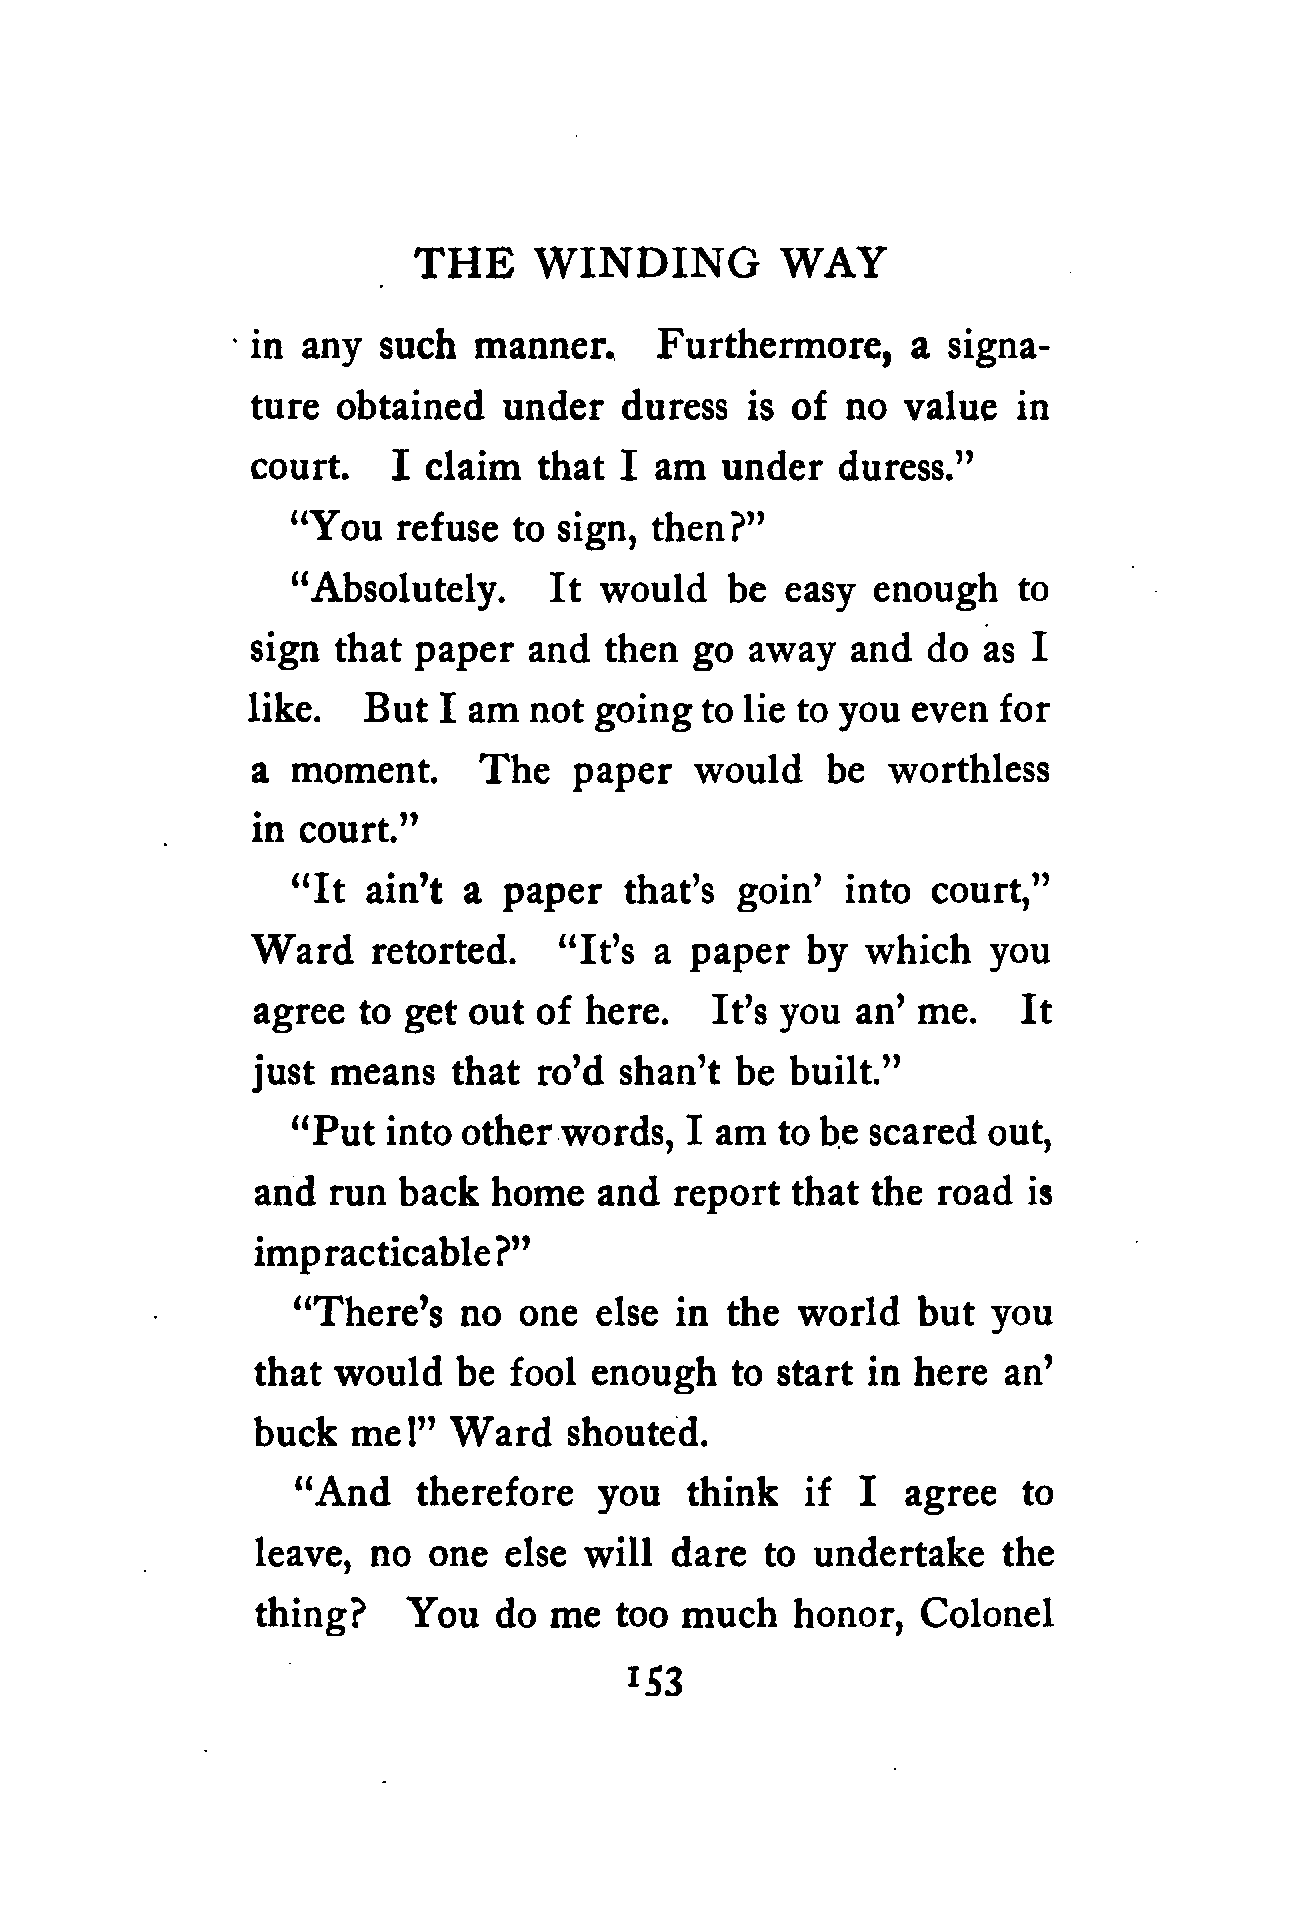 THE WINDING WAY
in any such manner. Furthermore, a signa-
ture obtained under duress is of no value in
court. I claim that I am under duress.”
“You refuse to sign, then?”
“Absolutely. It would be easy enough to
sign that paper and then go away and do as I
like. But I am not going to lie to you even for
a moment. The paper would be worthless
in court.”
“It ain’t a paper that’s goin’ into court,”
Ward retorted. “It’s a paper by which you
agree to get out of here. It’s you an’ me. It
just means that ro’d shan’t be built.”
“Put into other words, I am to be scared out,
and run back home and report that the road is
impracticable?”
“There’s no one else in the world but you
that would be fool enough to start in here an’
buck me!” Ward shouted.
“And therefore you think if I agree to
leave, no one else will dare to undertake the
thing? You do me too much honor, Colonel
153